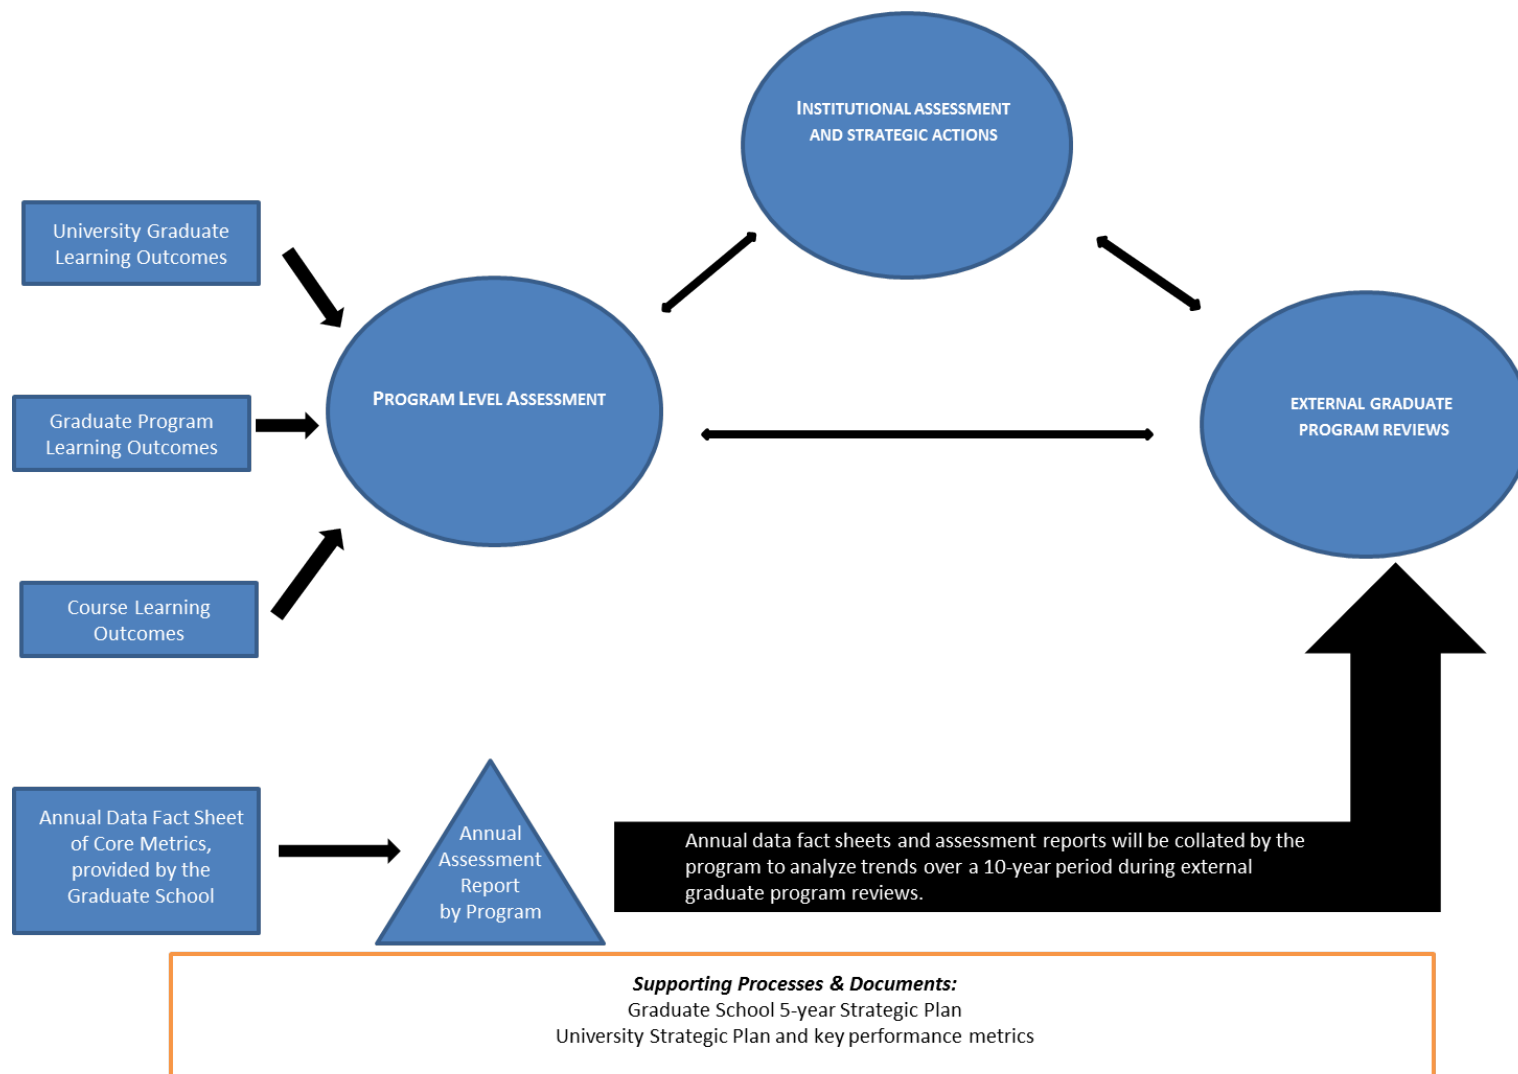 INSTITUTIONAL ASSESSMENT
AND STRATEGIC ACTIONS
University Graduate
Learning Outcomes
PROGRAM LEVEL ASSESSMENT
EXTERNAL GRADUATE
PROGRAM REVIEWS
Graduate Program
Learning Outcomes
Course Learning
Outcomes
Annual Data Fact Sheet
of Core Metrics,
provided by the
Graduate School
Annual
Assessment
Report
by Program
Annual data fact sheets and assessment reports will be collated by the
program to analyze trends over a 10-year period during external
graduate program reviews.
Supporting Processes & Documents:
Graduate School 5-year Strategic Plan
University Strategic Plan and key performance metrics